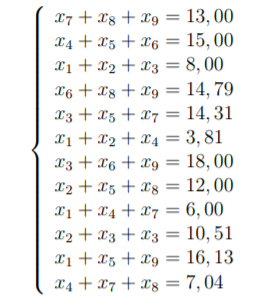 x₇ + x₈ + x₉ = 13, 00
x₄ + x₅ + x₆ = 15, 00
x₁ + x₂ + x₃ = 8, 00
x₆ + x₈ + x₉ = 14, 79
x₃ + x₅ + x₇ = 14, 31
x₁ + x₂ + x₄ = 3, 81
x₃ + x₆ + x₉ = 18, 00
x₂ + x₅ + x₈ = 12, 00
x₁ + x₄ + x₇ = 6, 00
x₂ + x₃ + x₃ = 10, 51
x₁ + x₅ + x₉ = 16, 13
x₄ + x₇ + x₈ = 7, 04